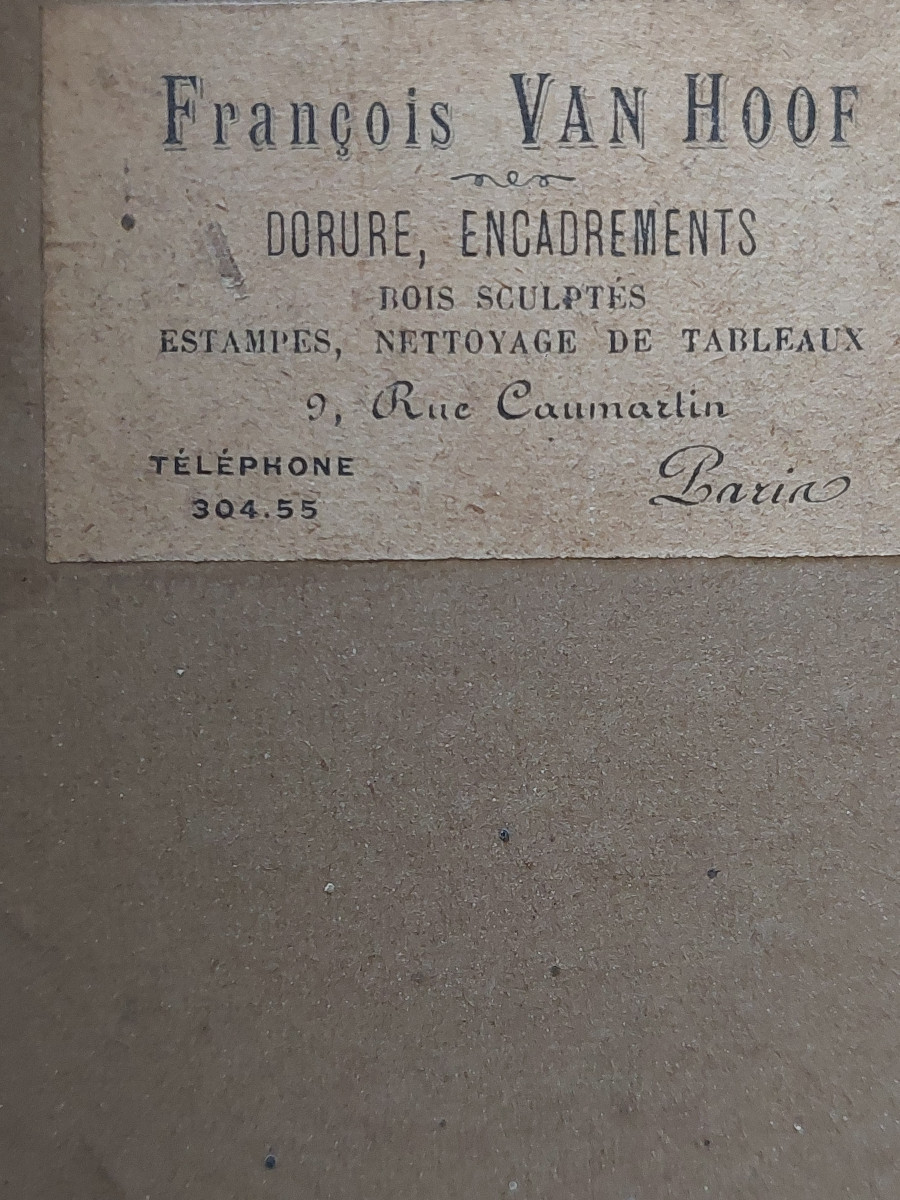 François VAN HOOF
DORURE, ENCADREMENTS
BOIS SCULPTÉS
ESTAMPES, NETTOYAGE DE TABLEAUX
9, Rue Caumartin
TÉLÉPHONE
304.55
Paris